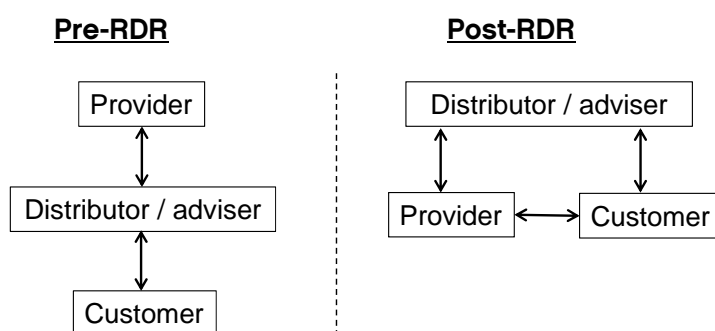 Pre-RDR
Provider
Distributor / adviser
Customer
Post-RDR
Distributor / adviser
Provider
Customer